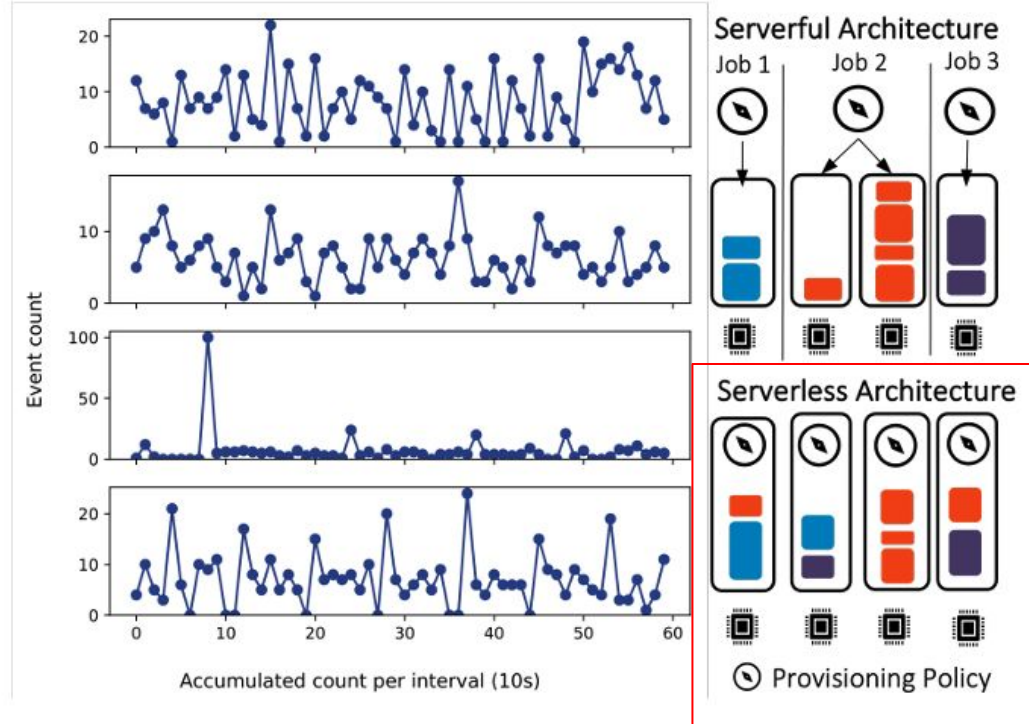 Event count
20
10
0
10
0
100
50
0
20
10
0
0 10 20 30 40 50 60
Accumulated count per interval (10s)
Serverful Architecture
Job 1 Job 2 Job 3
Serverless Architecture
Provisioning Policy